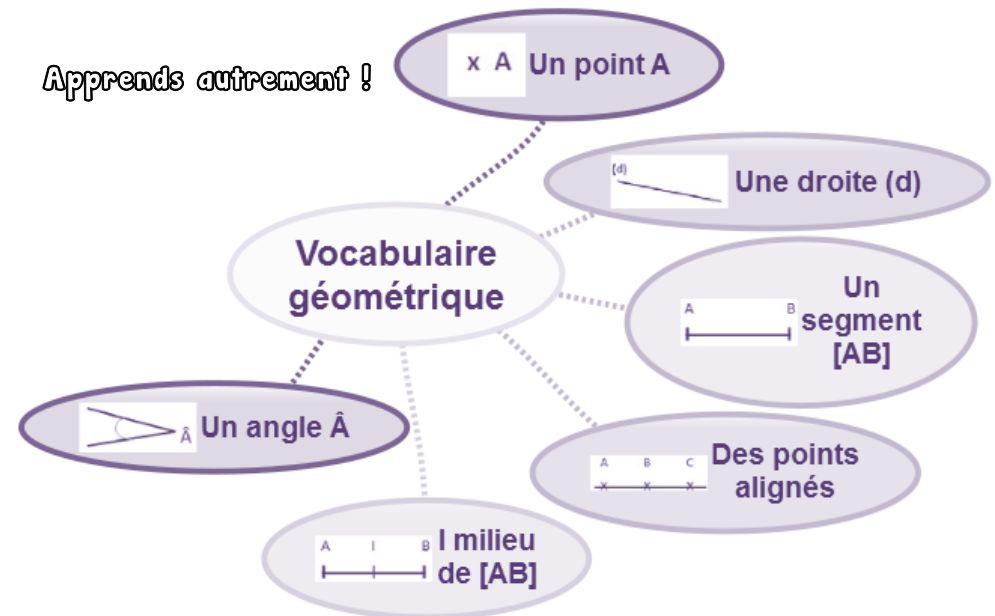 Apprends autrement !
x A Un point A
(d) Une droite (d)
Vocabulaire
géométrique
A B
Un
segment
[AB]
Â Un angle Â
A B C
Des points
alignés
A I B
I milieu
de [AB]